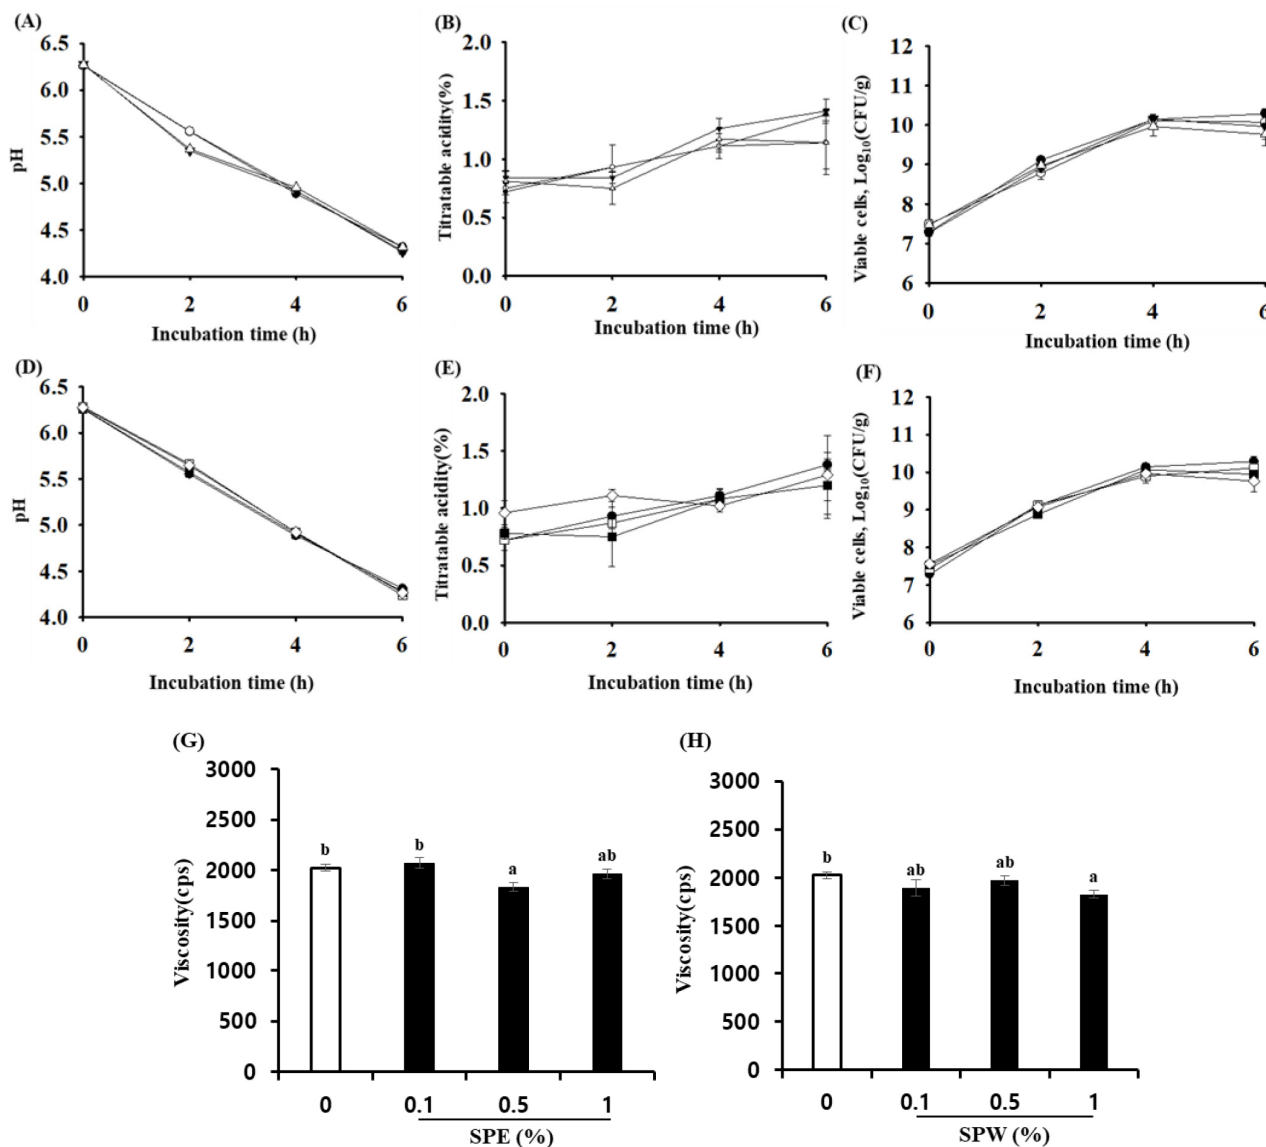 (A)
6.5
6.0
5.5
5.0
4.5
4.0
pH
0 2 4 6
Incubation time (h)
(B)
2.0
1.5
1.0
0.5
0.0
Titratable acidity(%)
0 2 4 6
Incubation time (h)
(C)
12
11
10
9
8
7
6
Viable cells, Log10(CFU/g)
0 2 4 6
Incubation time (h)
(D)
6.5
6.0
5.5
5.0
4.5
4.0
pH
0 2 4 6
Incubation time (h)
(E)
2.0
1.5
1.0
0.5
0.0
Titratable acidity(%)
0 2 4 6
Incubation time (h)
(F)
12
11
10
9
8
7
6
Viable cells, Log10(CFU/g)
0 2 4 6
Incubation time (h)
(G)
3000
2500
2000
1500
1000
500
0
Viscosity(cps)
b b a ab
0 0.1 0.5 1
SPE (%)
(H)
3000
2500
2000
1500
1000
500
0
Viscosity(cps)
b ab ab a
0 0.1 0.5 1
SPW (%)